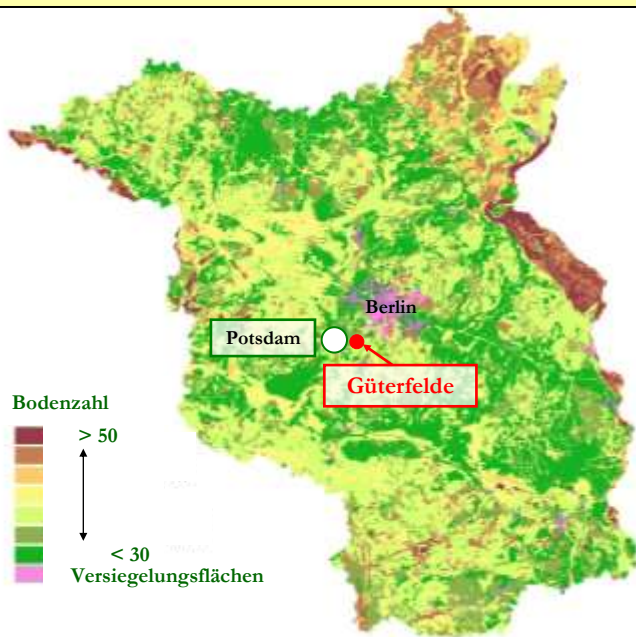 Berlin
Potsdam
Güterfelde
Bodenzahl
> 50
< 30
Versiegelungsflächen